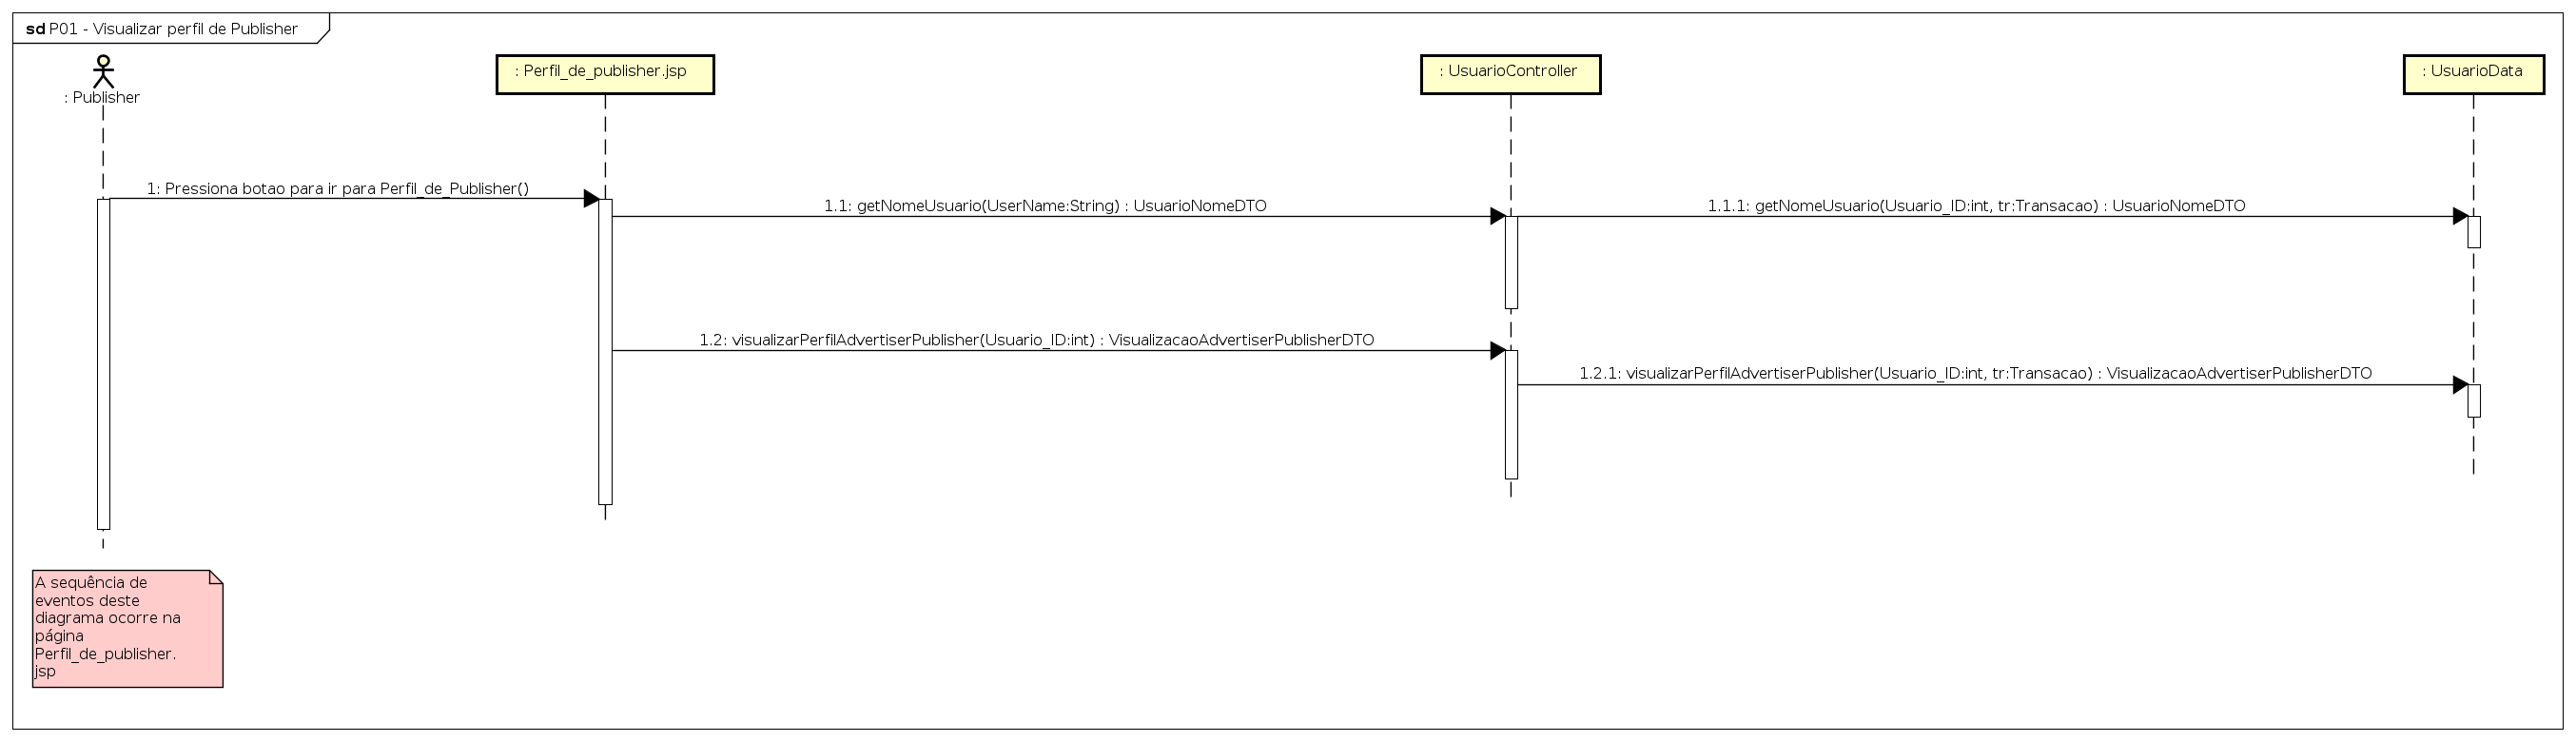 sd P01 - Visualizar perfil de Publisher
: Publisher
: Perfil_de_publisher.jsp
: UsuarioController
: UsuarioData
1: Pressiona botao para ir para Perfil_de_Publisher()
1.1: getNomeUsuario(UserName:String) : UsuarioNomeDTO
1.1.1: getNomeUsuario(Usuario_ID:int, tr:Transacao) : UsuarioNomeDTO
1.2: visualizarPerfilAdvertiserPublisher(Usuario_ID:int) : VisualizacaoAdvertiserPublisherDTO
1.2.1: visualizarPerfilAdvertiserPublisher(Usuario_ID:int, tr:Transacao) : VisualizacaoAdvertiserPublisherDTO
A sequência de
eventos deste
diagrama ocorre na
página
Perfil_de_publisher.
jsp